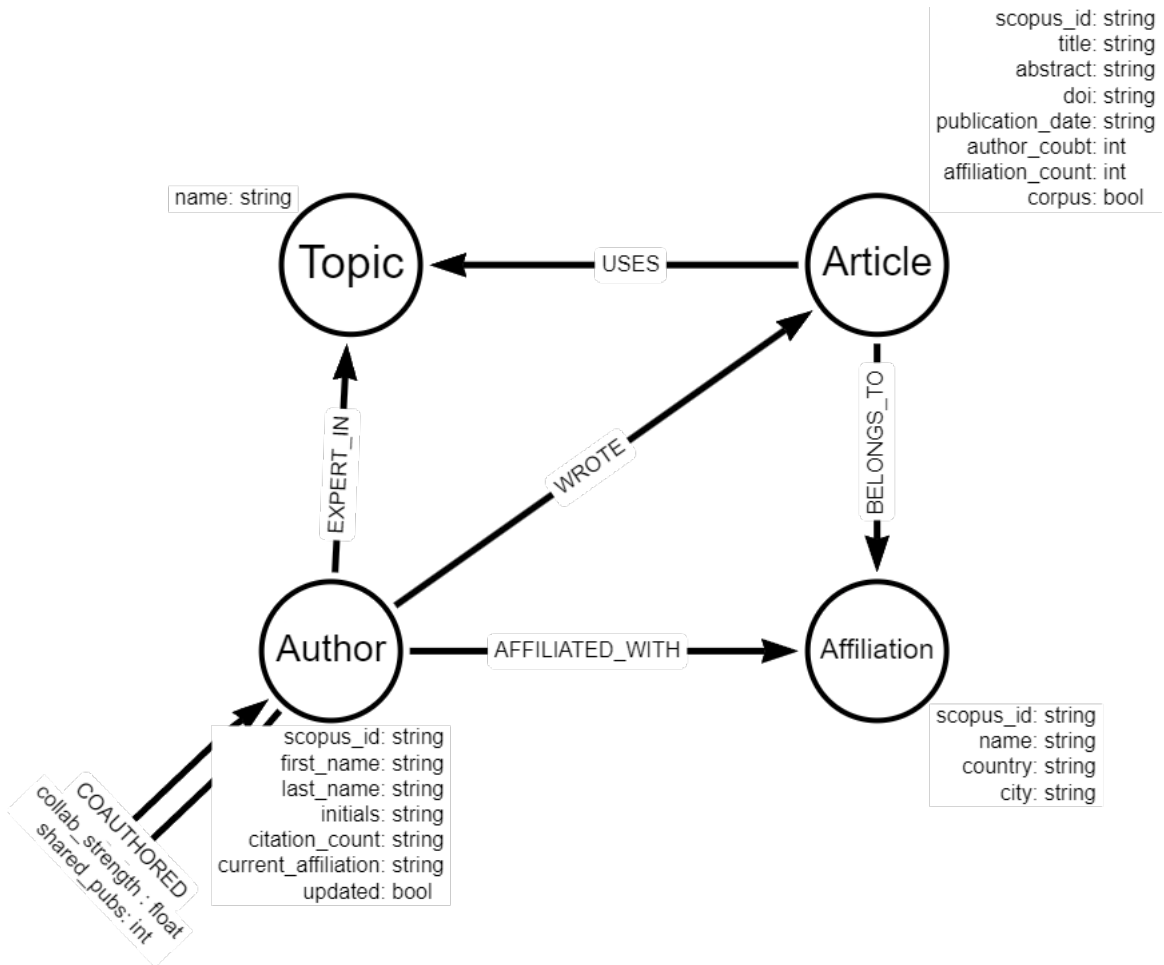 scopus_id: string
title: string
abstract: string
doi: string
publication_date: string
author_coubt: int
affiliation_count: int
corpus: bool
name: string
Topic
USES
Article
EXPERT_IN
WROTE
BELONGS_TO
Author
AFFILIATED_WITH
Affiliation
scopus_id: string
first_name: string
last_name: string
initials: string
citation_count: string
current_affiliation: string
updated: bool
scopus_id: string
name: string
country: string
city: string
COAUTHORED
collab_strength : float
shared_pubs: int